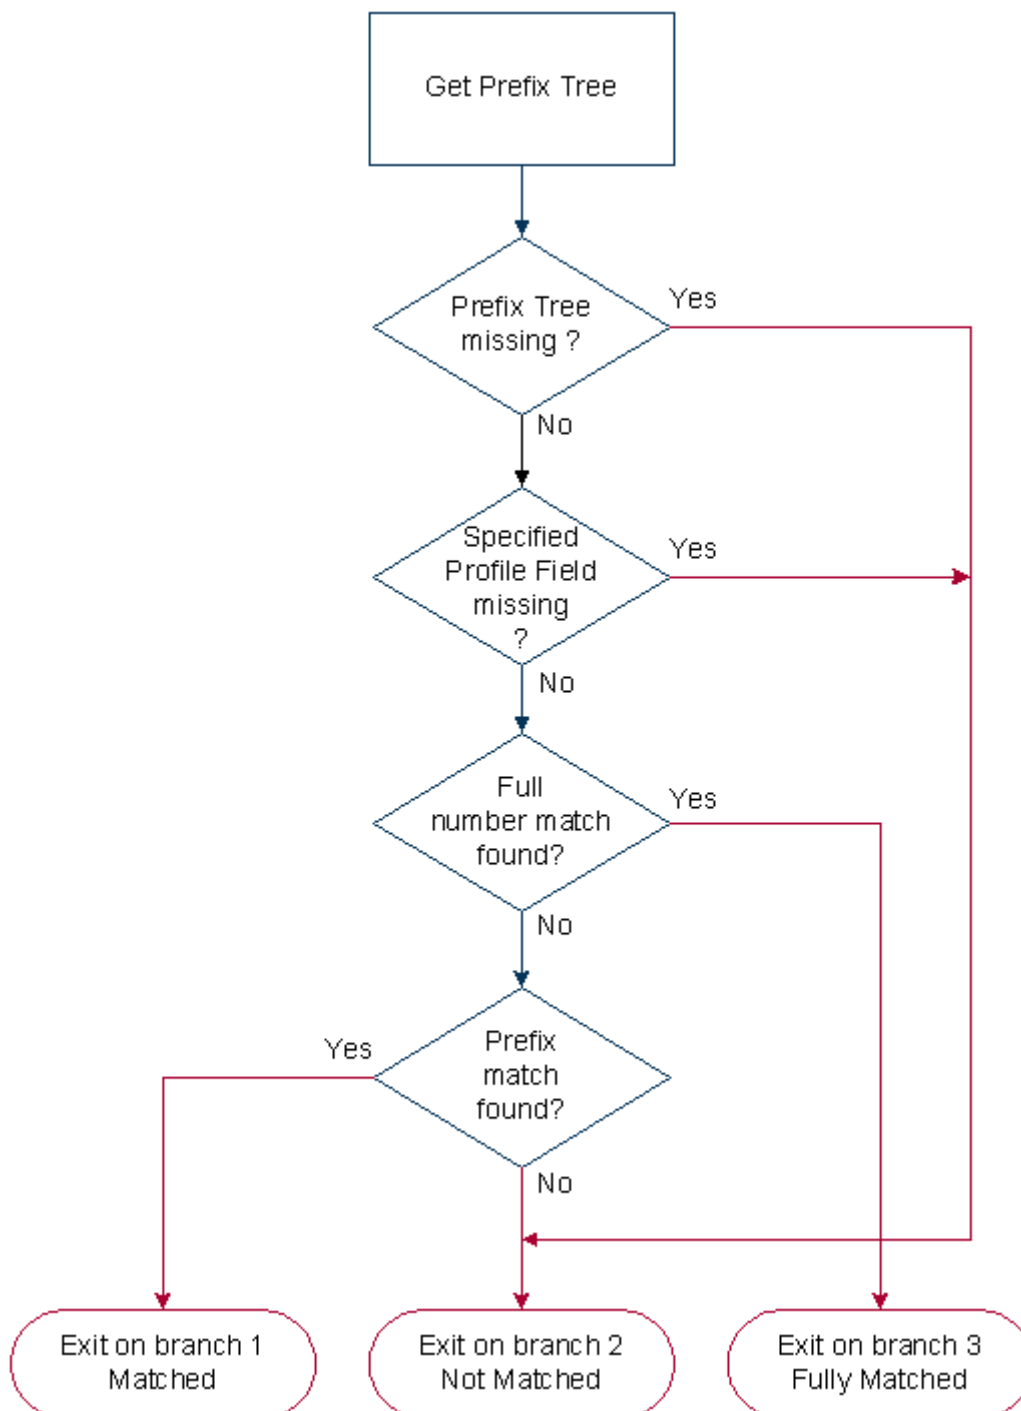 Get Prefix Tree
Prefix Tree
missing ?
Yes
No
Specified
Profile Field
missing
?
Yes
No
Full
number match
found?
Yes
No
Prefix
match
found?
Yes
No
Exit on branch 1
Matched
Exit on branch 2
Not Matched
Exit on branch 3
Fully Matched